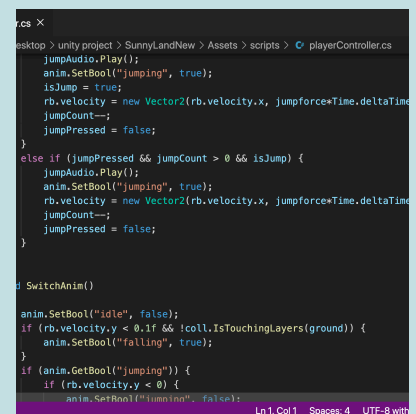 r.cs ×
esktop > unity project > SunnyLandNew > Assets > scripts > playerController.cs
jumpAudio.Play();
anim.SetBool("jumping", true);
isJump = true;
rb.velocity = new Vector2(rb.velocity.x, jumpforce*Time.deltaTime
jumpCount--;
jumpPressed = false;
}
else if (jumpPressed && jumpCount > 0 && isJump) {
jumpAudio.Play();
anim.SetBool("jumping", true);
rb.velocity = new Vector2(rb.velocity.x, jumpforce*Time.deltaTime
jumpCount--;
jumpPressed = false;
}
d SwitchAnim()
anim.SetBool("idle", false);
if (rb.velocity.y < 0.1f && !coll.IsTouchingLayers(ground)) {
anim.SetBool("falling", true);
}
if (anim.GetBool("jumping")) {
if (rb.velocity.y < 0) {
anim.SetBool("jumping", false);
Ln 1, Col 1 Spaces: 4 UTF-8 with